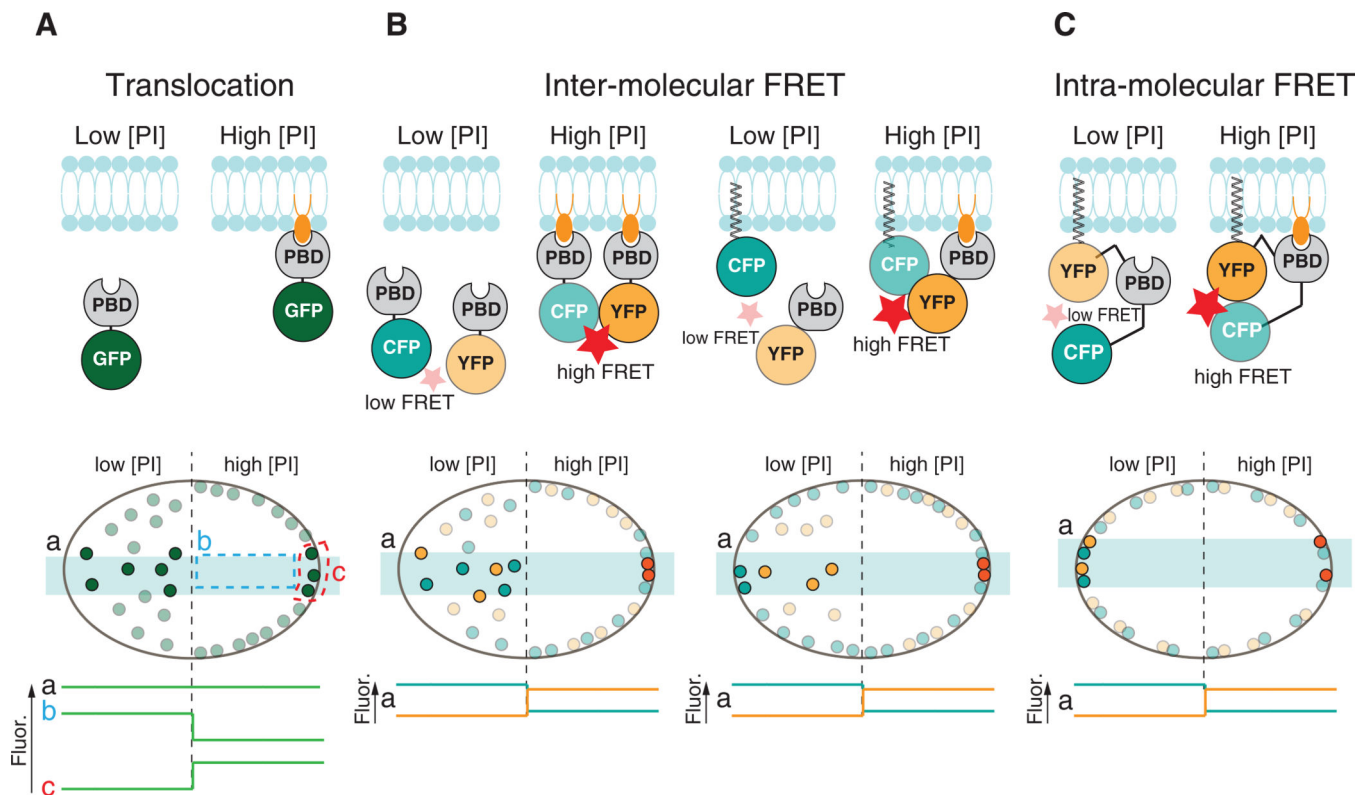 A
B
C
Translocation
Inter-molecular FRET
Intra-molecular FRET
Low [PI]
High [PI]
Low [PI]
High [PI]
Low [PI]
High [PI]
Low [PI]
High [PI]
PBD
GFP
PBD
GFP
PBD
CFP
PBD
YFP
low FRET
PBD
PBD
CFP
YFP
high FRET
CFP
low FRET
PBD
YFP
CFP
PBD
YFP
high FRET
YFP
PBD
low FRET
CFP
YFP
PBD
CFP
high FRET
low [PI]
high [PI]
a
b
c
low [PI]
high [PI]
a
low [PI]
high [PI]
a
low [PI]
high [PI]
a
Fluor.
a
b
c
Fluor.
a
Fluor.
a
Fluor.
a